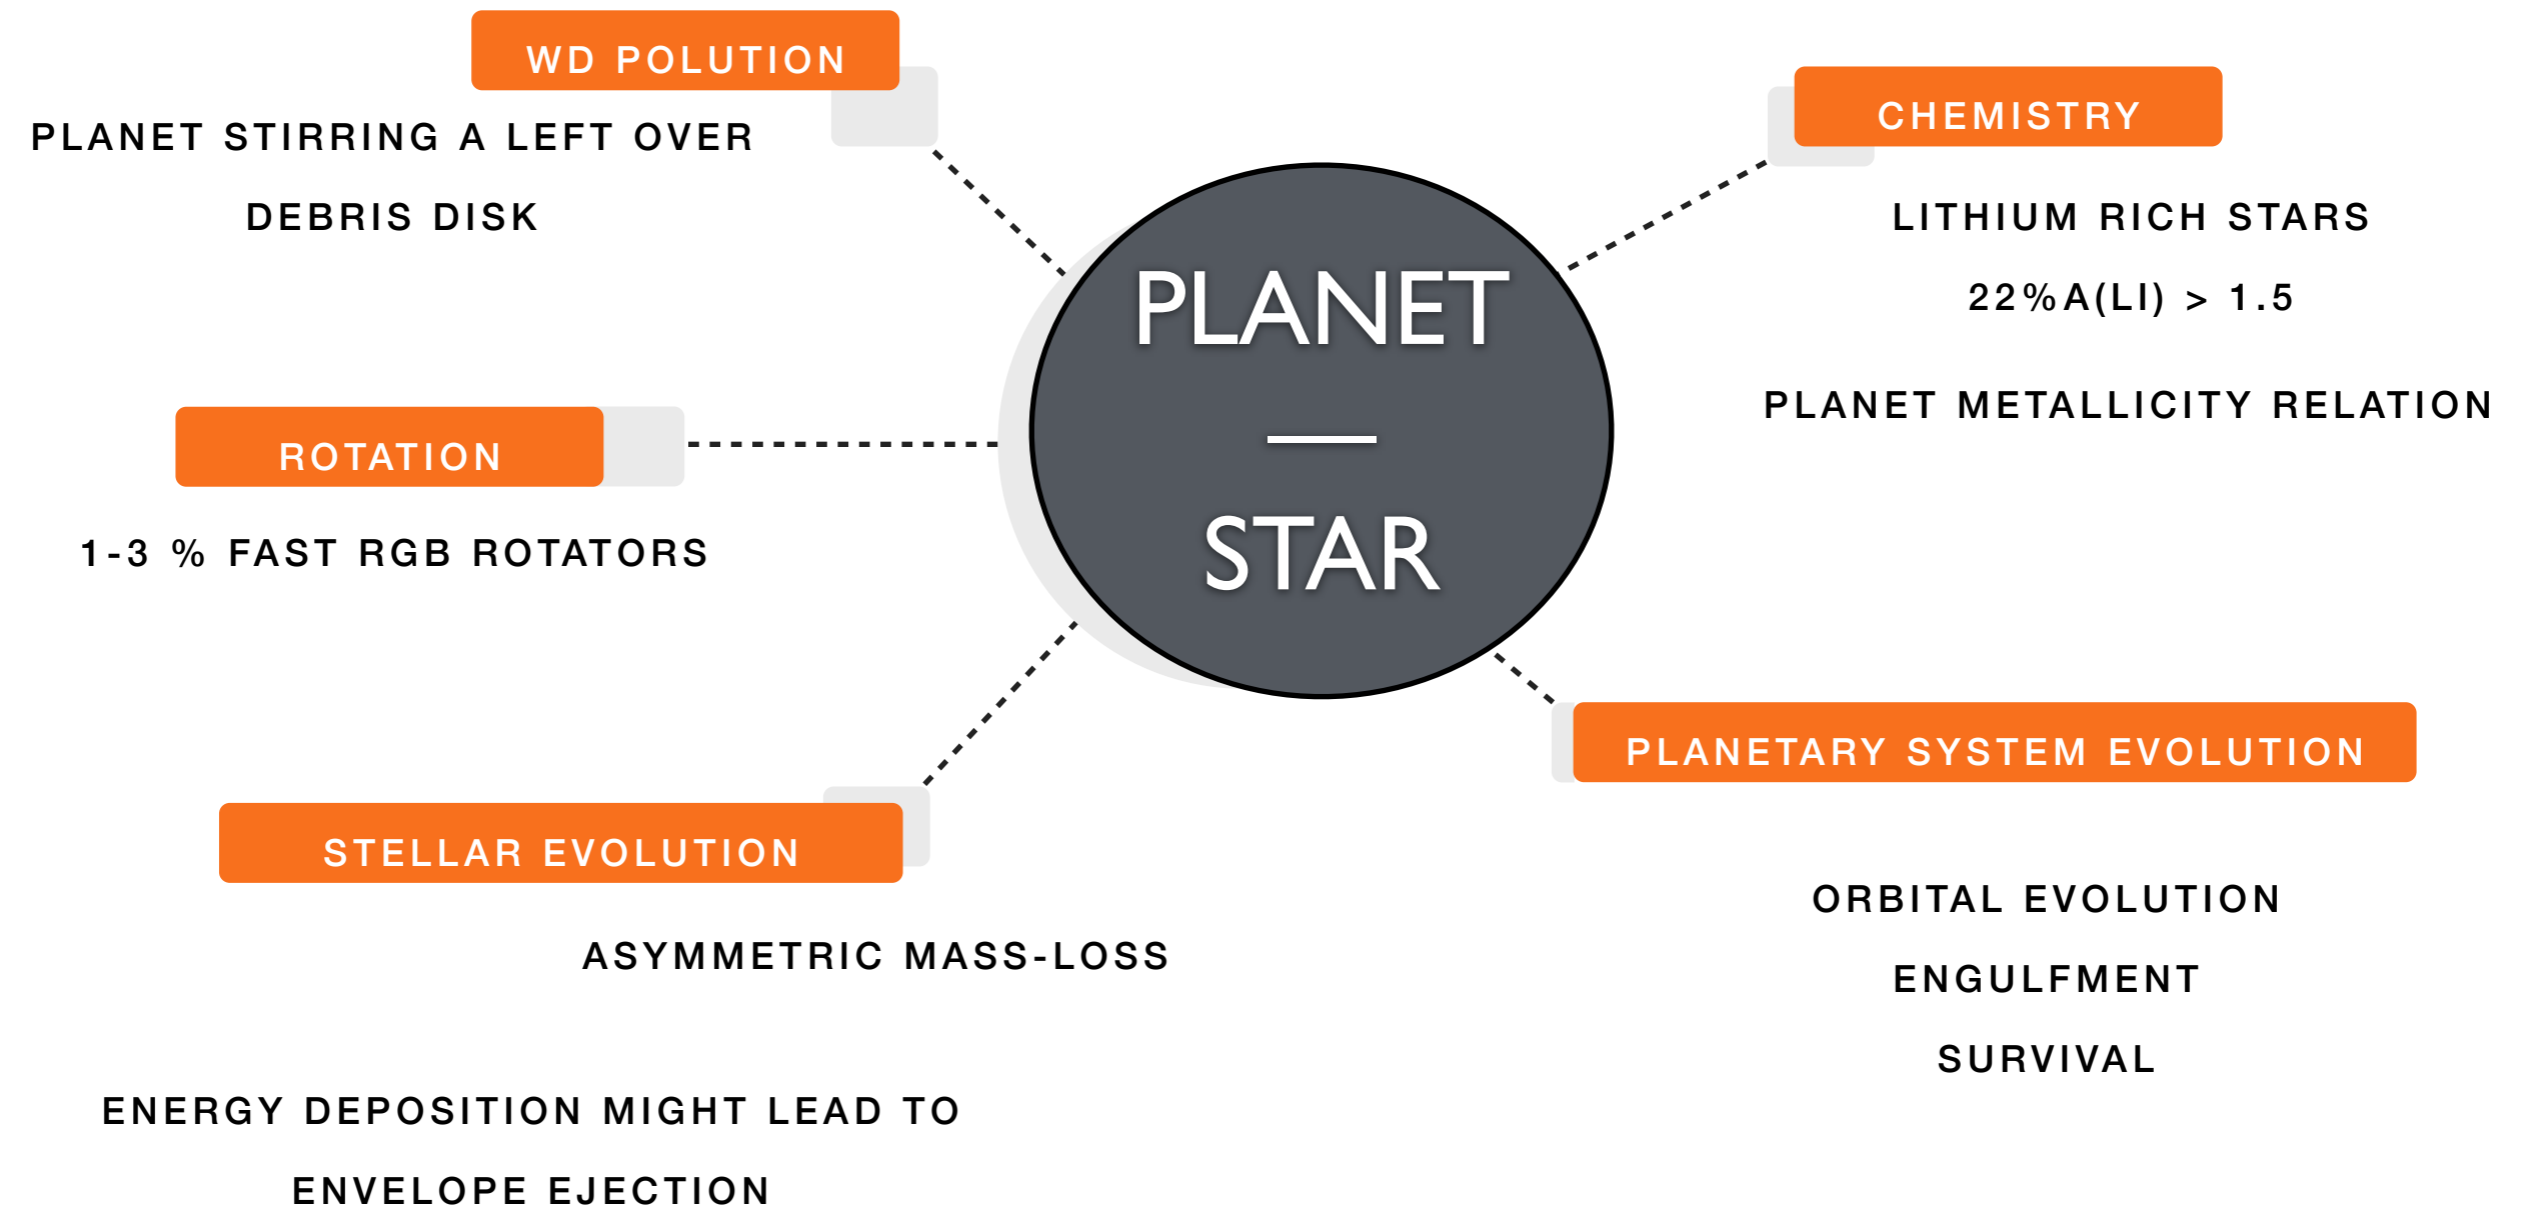 WD POLUTION
PLANET STIRRING A LEFT OVER
DEBRIS DISK
ROTATION
1-3 % FAST RGB ROTATORS
STELLAR EVOLUTION
ASYMMETRIC MASS-LOSS
ENERGY DEPOSITION MIGHT LEAD TO
ENVELOPE EJECTION
PLANET
—
STAR
CHEMISTRY
LITHIUM RICH STARS
22%A(LI) > 1.5
PLANET METALLICITY RELATION
PLANETARY SYSTEM EVOLUTION
ORBITAL EVOLUTION
ENGULFMENT
SURVIVAL